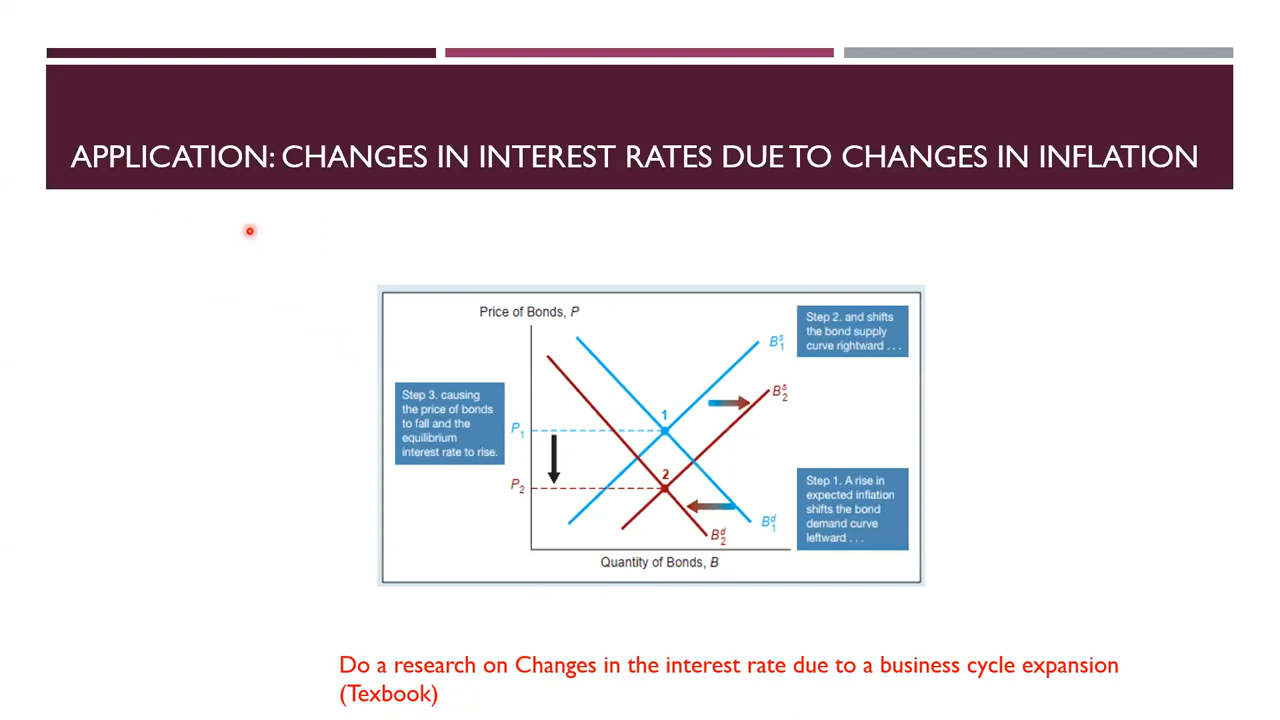 APPLICATION: CHANGES IN INTEREST RATES DUE TO CHANGES IN INFLATION
Price of Bonds, P
Step 2. and shifts
the bond supply
curve rightward . . .
B₁ˢ
B₂ˢ
Step 3. causing
the price of bonds
to fall and the
equilibrium
interest rate to rise.
1
P₁
2
P₂
Step 1. A rise in
expected inflation
shifts the bond
demand curve
leftward . . .
B₁ᵈ
B₂ᵈ
Quantity of Bonds, B
Do a research on Changes in the interest rate due to a business cycle expansion
(Texbook)